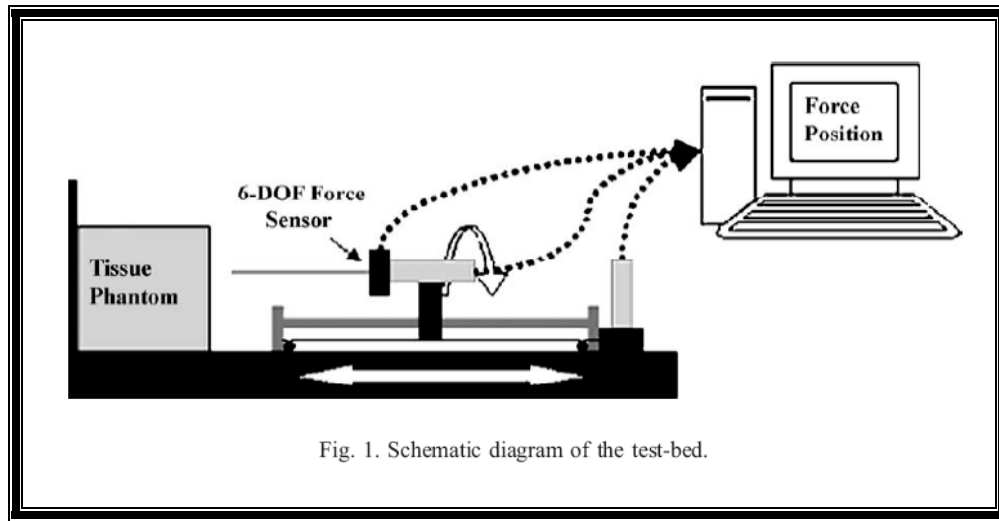 Force
Position
6-DOF Force
Sensor
Tissue
Phantom
Fig. 1. Schematic diagram of the test-bed.